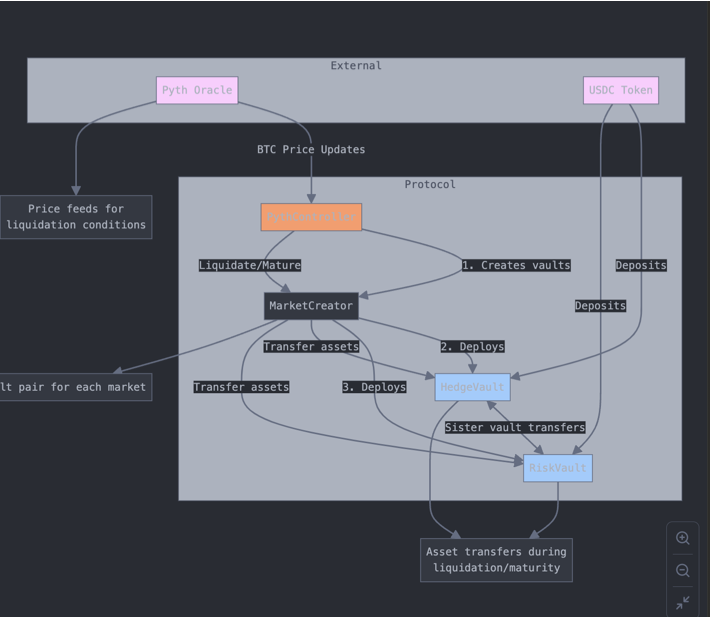 External
Pyth Oracle
USDC Token
BTC Price Updates
Protocol
Price feeds for
liquidation conditions
Liquidate/Mature
1. Creates vaults
Deposits
Deposits
MarketCreator
Transfer assets
2. Deploys
lt pair for each market
Transfer assets
3. Deploys
HedgeVault
Sister vault transfers
RiskVault
Asset transfers during
liquidation/maturity